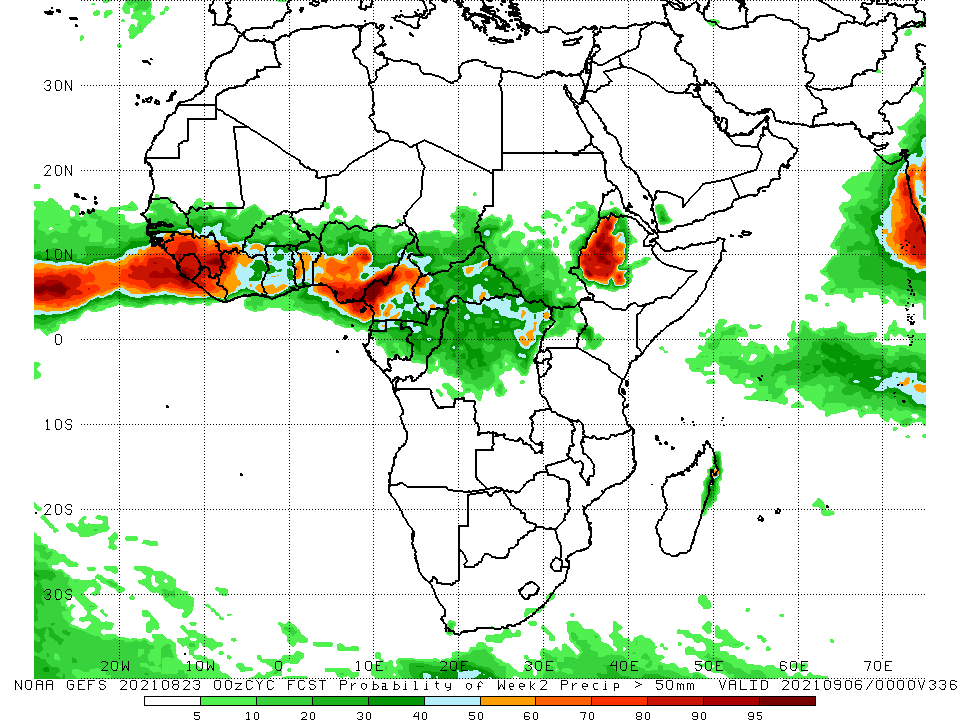 30N
20N
10N
0
10S
20S
30S
20W 10W 0 10E 20E 30E 40E 50E 60E 70E
NOAA GEFS 20210823 00zCYC FCST Probability of Week2 Precip > 50mm VALID 20210906/0000V336
5 10 20 30 40 50 60 70 80 90 95